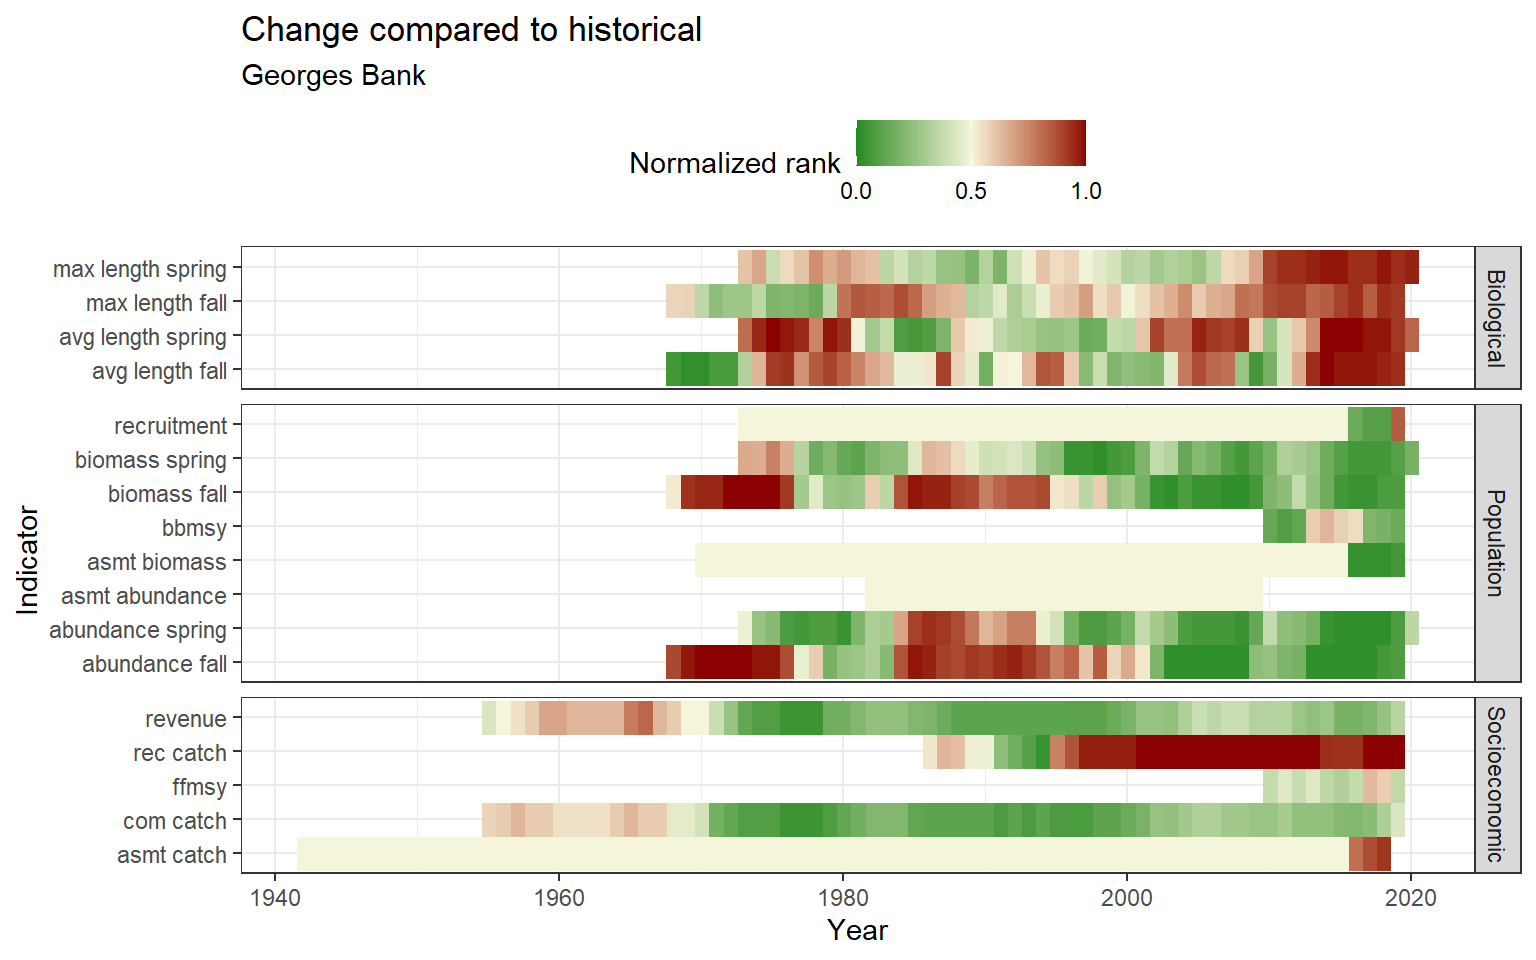 Change compared to historical
Georges Bank
Normalized rank
0.0 0.5 1.0
max length spring
max length fall
avg length spring
avg length fall
Biological
recruitment
biomass spring
biomass fall
bbmsy
asmt biomass
asmt abundance
abundance spring
abundance fall
Population
revenue
rec catch
ffmsy
com catch
asmt catch
Socioeconomic
Indicator
1940 1960 1980 2000 2020
Year